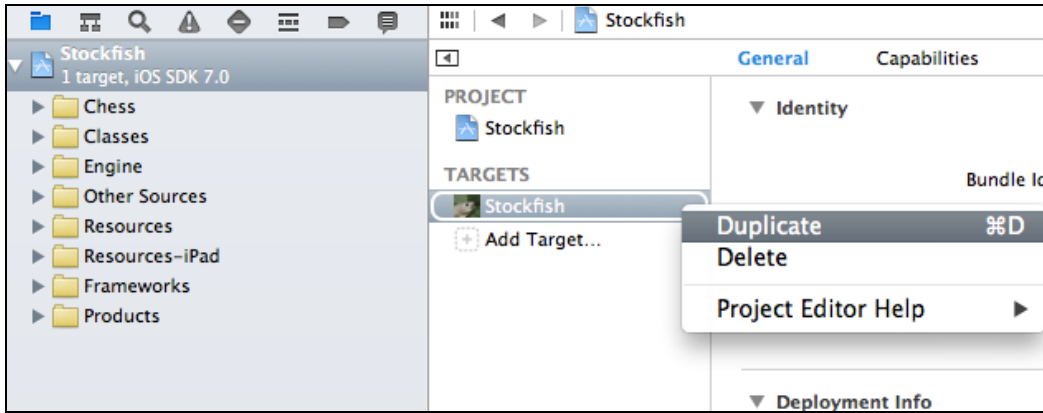 Stockfish
Stockfish
1 target, iOS SDK 7.0
Chess
Classes
Engine
Other Sources
Resources
Resources-iPad
Frameworks
Products
General Capabilities
PROJECT
Stockfish
TARGETS
Stockfish
Add Target...
Identity
Bundle Id
Duplicate ⌘D
Delete
Project Editor Help
Deployment Info